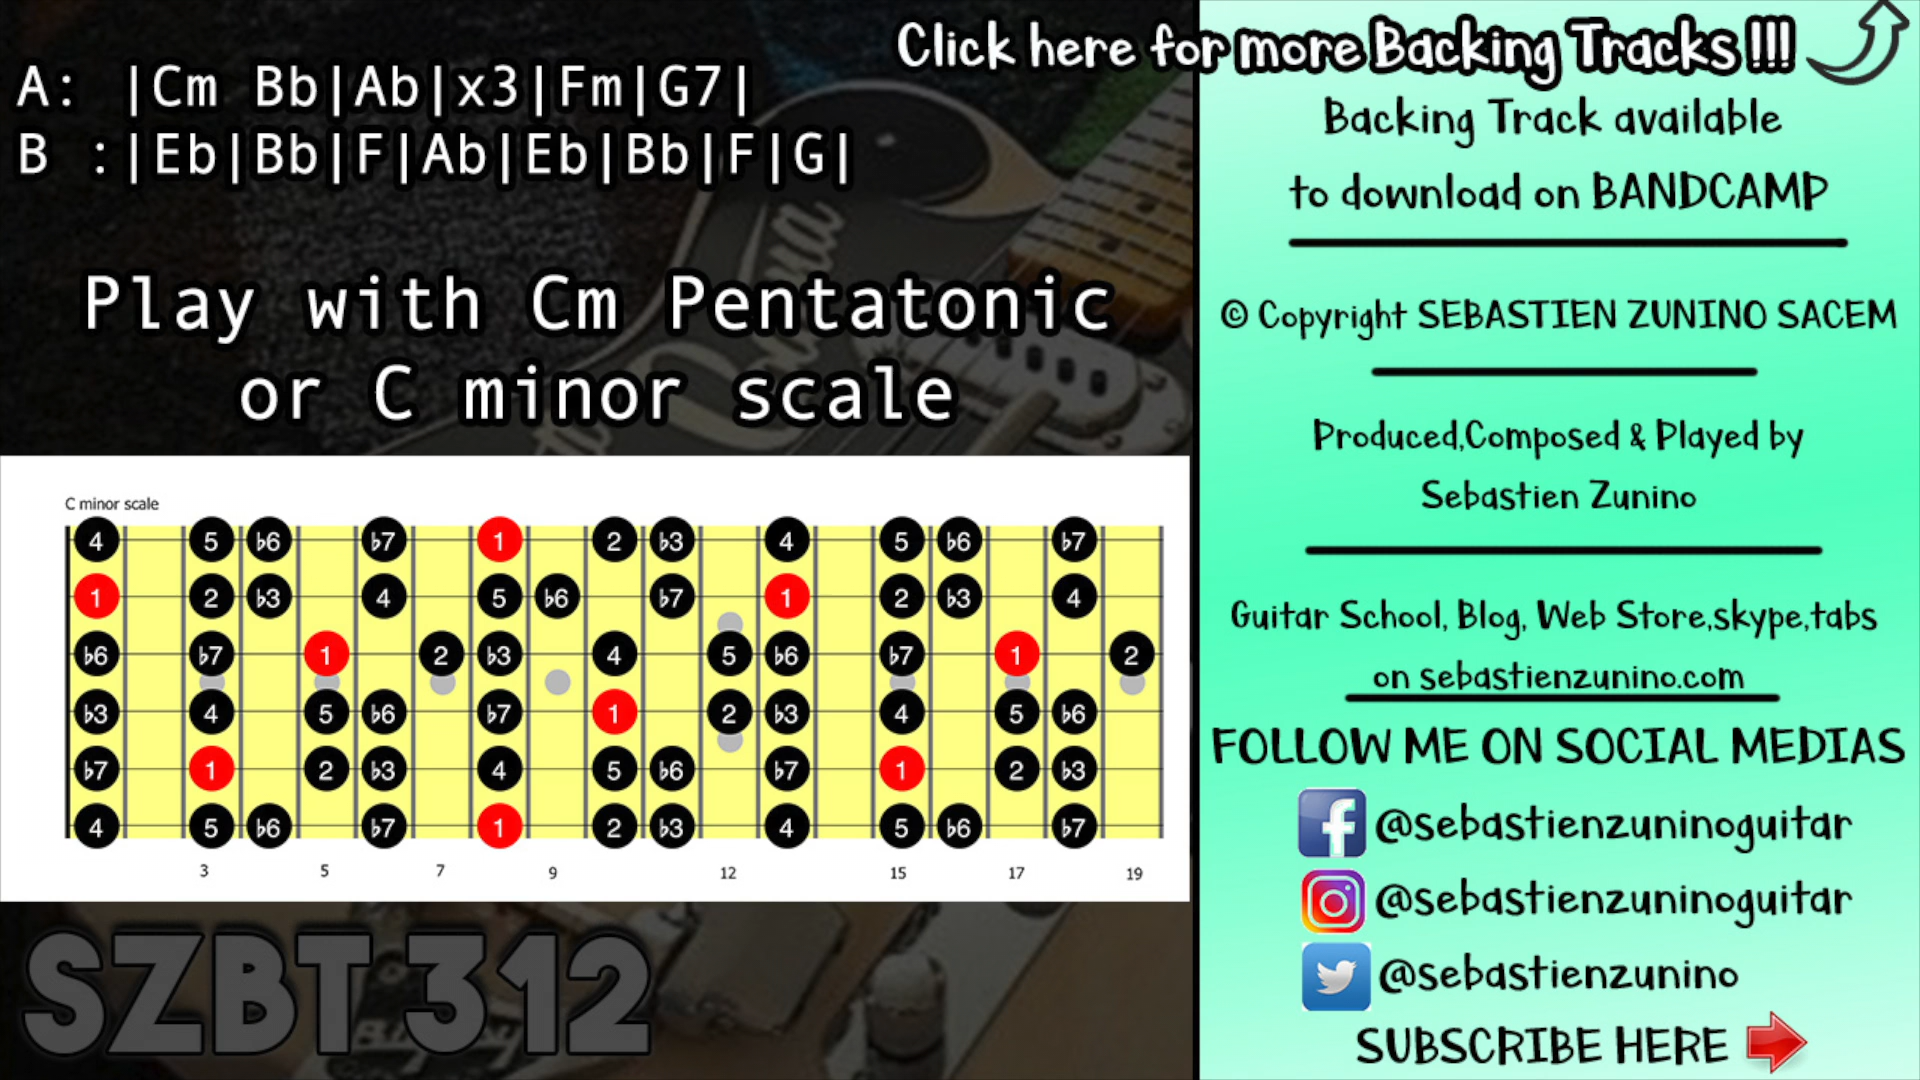 Click here for more Backing Tracks !!!
A: |Cm Bb|Ab|x3|Fm|G7|
B :|Eb|Bb|F|Ab|Eb|Bb|F|G|
Play with Cm Pentatonic
or C minor scale
C minor scale
4 5 b6 b7 1 2 b3 4 5 b6 b7
1 2 b3 4 5 b6 b7 1 2 b3 4
b6 b7 1 2 b3 4 5 b6 b7 1 2
b3 4 5 b6 b7 1 2 b3 4 5 b6
b7 1 2 b3 4 5 b6 b7 1 2 b3
4 5 b6 b7 1 2 b3 4 5 b6 b7
3 5 7 9 12 15 17 19
SZBT 312
Backing Track available
to download on BANDCAMP
© Copyright SEBASTIEN ZUNINO SACEM
Produced,Composed & Played by
Sebastien Zunino
Guitar School, Blog, Web Store,skype,tabs
on sebastienzunino.com
FOLLOW ME ON SOCIAL MEDIAS
@sebastienzuninoguitar
@sebastienzuninoguitar
@sebastienzunino
SUBSCRIBE HERE